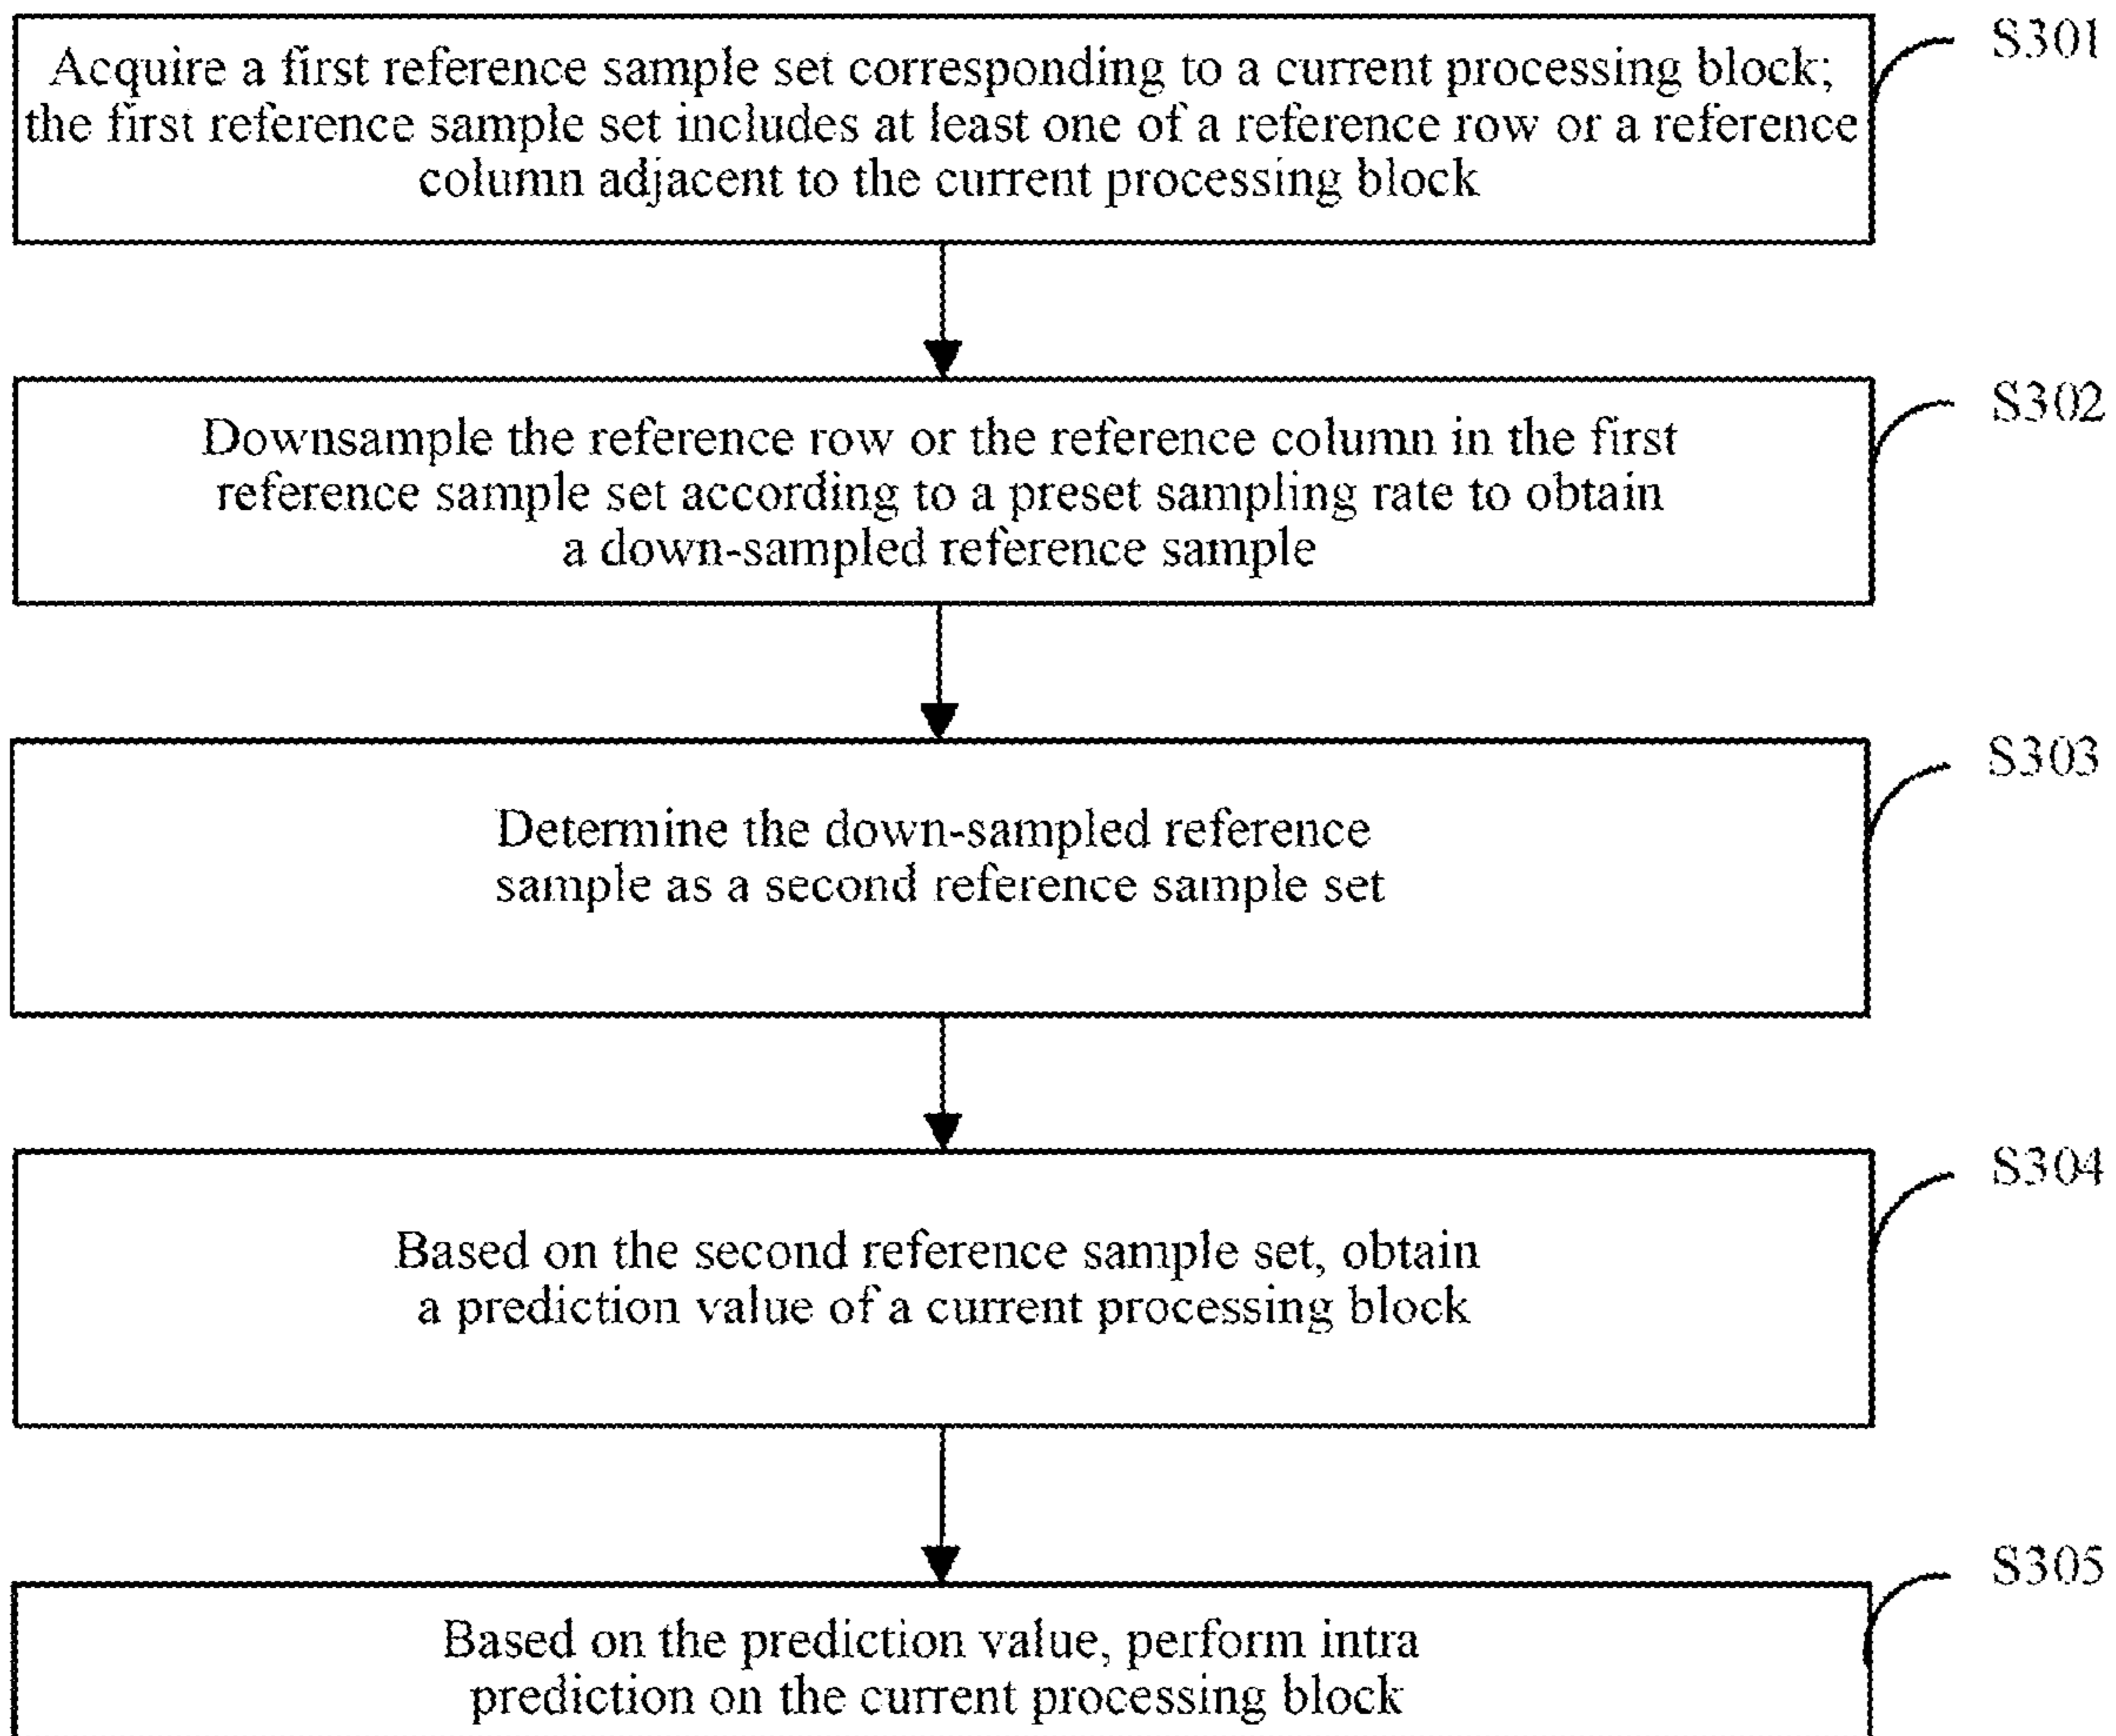 S301
Acquire a first reference sample set corresponding to a current processing block;
the first reference sample set includes at least one of a reference row or a reference
column adjacent to the current processing block
S302
Downsample the reference row or the reference column in the first
reference sample set according to a preset sampling rate to obtain
a down-sampled reference sample
S303
Determine the down-sampled reference
sample as a second reference sample set
S304
Based on the second reference sample set, obtain
a prediction value of a current processing block
S305
Based on the prediction value, perform intra
prediction on the current processing block